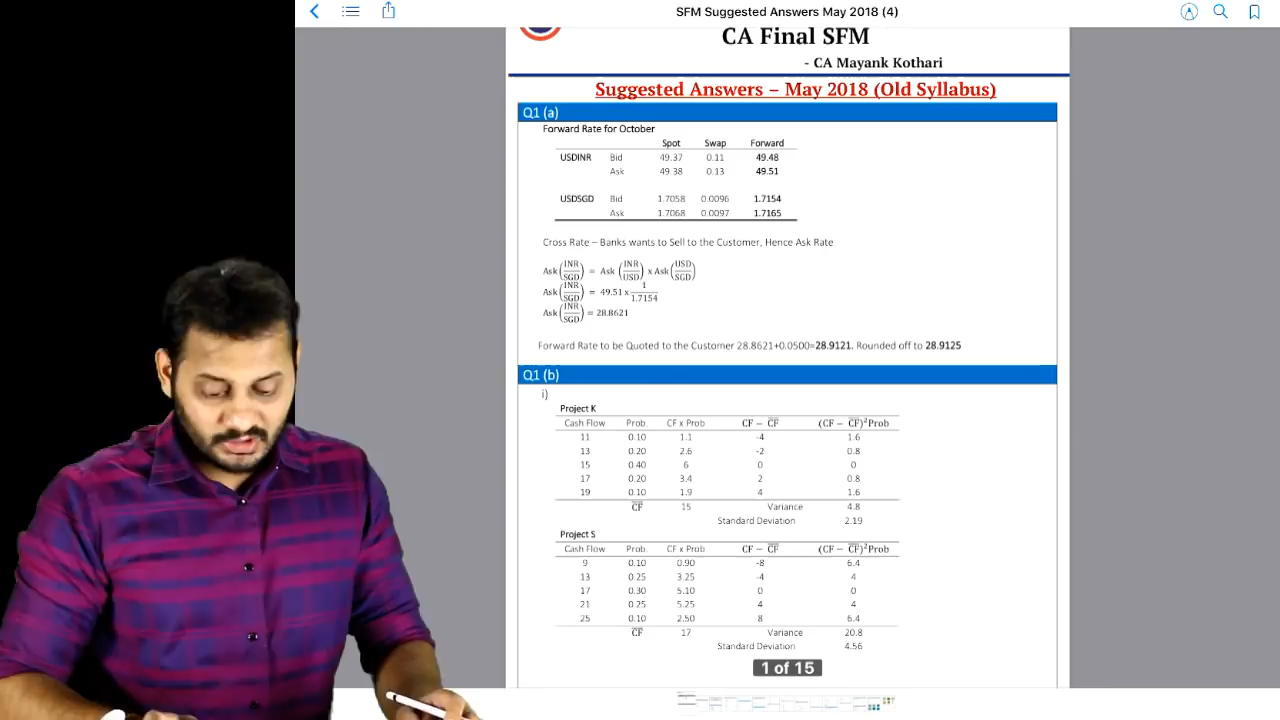 SFM Suggested Answers May 2018 (4)
CA Final SFM
- CA Mayank Kothari
Suggested Answers – May 2018 (Old Syllabus)
Q1 (a)
Forward Rate for October
Spot Swap Forward
USDINR Bid 49.37 0.11 49.48
Ask 49.38 0.13 49.51
USDSGD Bid 1.7058 0.0096 1.7154
Ask 1.7068 0.0097 1.7165
Cross Rate – Banks wants to Sell to the Customer, Hence Ask Rate
Ask (INR/SGD) = Ask (INR/USD) x Ask (USD/SGD)
Ask (INR/SGD) = 49.51 x 1/1.7154
Ask (INR/SGD) = 28.8621
Forward Rate to be Quoted to the Customer 28.8621+0.0500=28.9121. Rounded off to 28.9125
Q1 (b)
i)
Project K
Cash Flow Prob. CF x Prob CF – C̅F̅ (CF – C̅F̅)²Prob
11 0.10 1.1 -4 1.6
13 0.20 2.6 -2 0.8
15 0.40 6 0 0
17 0.20 3.4 2 0.8
19 0.10 1.9 4 1.6
C̅F̅ 15 Variance 4.8
Standard Deviation 2.19
Project S
Cash Flow Prob. CF x Prob CF – C̅F̅ (CF – C̅F̅)²Prob
9 0.10 0.90 -8 6.4
13 0.25 3.25 -4 4
17 0.30 5.10 0 0
21 0.25 5.25 4 4
25 0.10 2.50 8 6.4
C̅F̅ 17 Variance 20.8
Standard Deviation 4.56
1 of 15